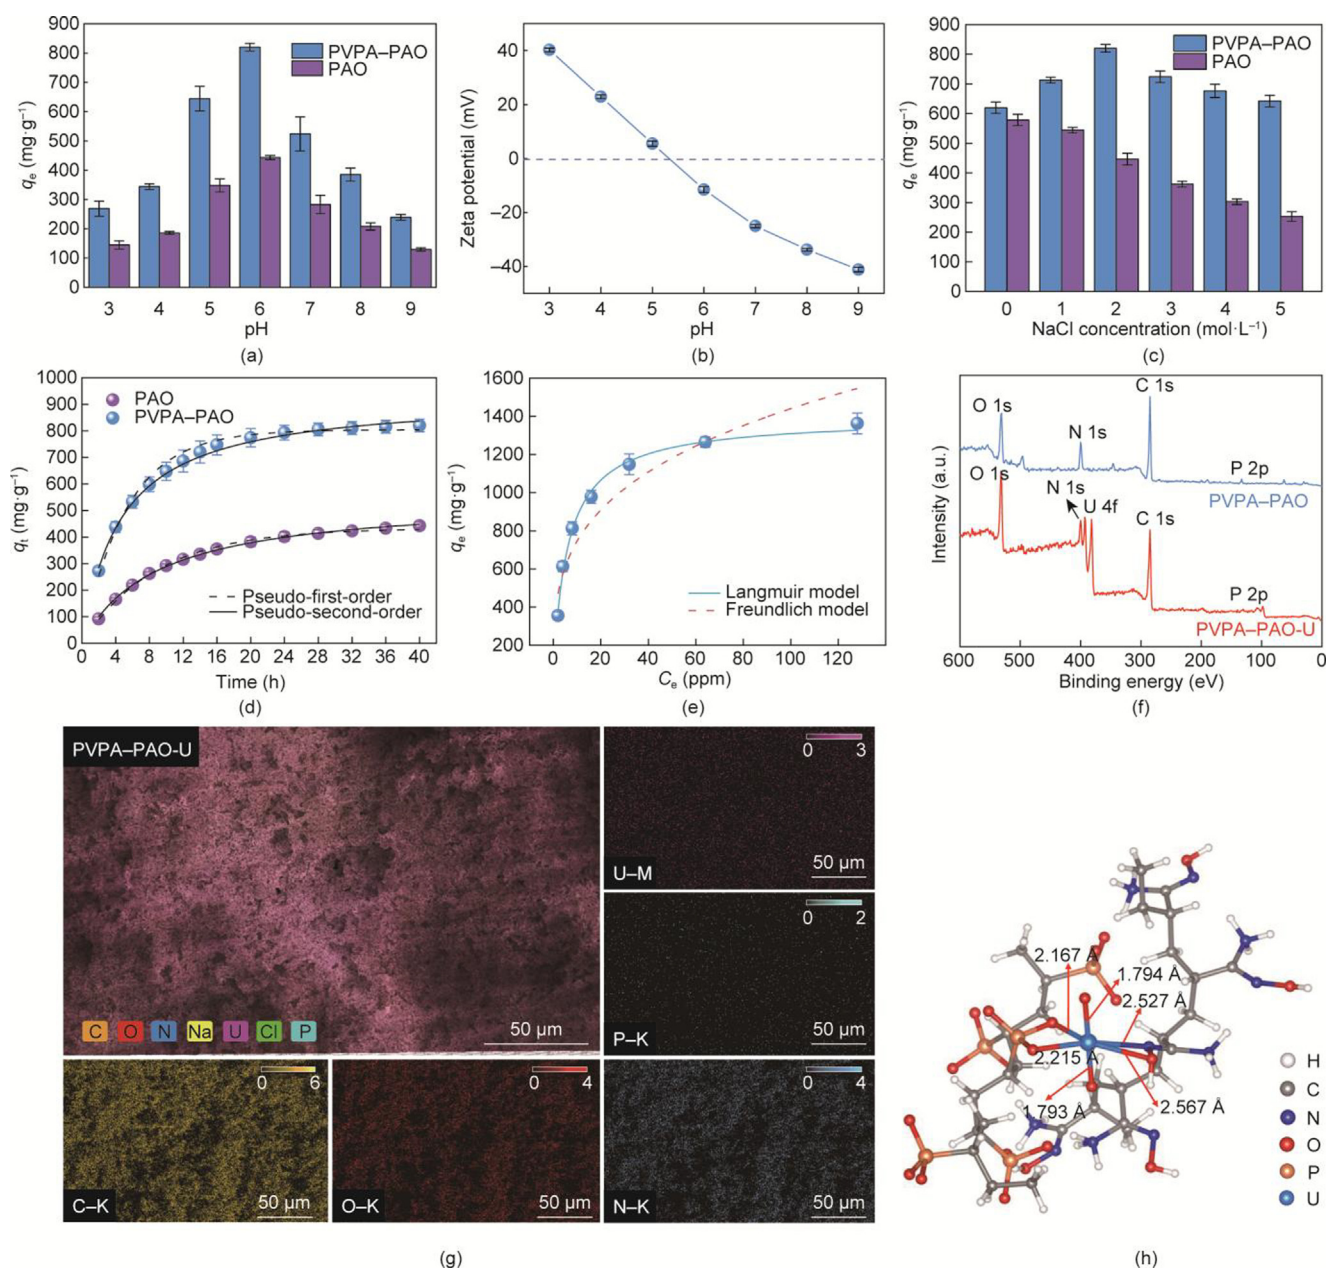 900
800
700
600
500
400
300
200
100
0
qe (mg·g⁻¹)
PVPA–PAO
PAO
3 4 5 6 7 8 9
pH
(a)
40
20
0
–20
–40
Zeta potential (mV)
3 4 5 6 7 8 9
pH
(b)
900
800
700
600
500
400
300
200
100
0
qe (mg·g⁻¹)
PVPA–PAO
PAO
0 1 2 3 4 5
NaCl concentration (mol·L⁻¹)
(c)
1000
900
800
700
600
500
400
300
200
100
0
qt (mg·g⁻¹)
PAO
PVPA–PAO
Pseudo-first-order
Pseudo-second-order
0 4 8 12 16 20 24 28 32 36 40
Time (h)
(d)
1600
1400
1200
1000
800
600
400
200
qe (mg·g⁻¹)
Langmuir model
Freundlich model
0 20 40 60 80 100 120
Ce (ppm)
(e)
Intensity (a.u.)
O 1s
N 1s
C 1s
P 2p
PVPA–PAO
O 1s
N 1s
U 4f
C 1s
P 2p
PVPA–PAO-U
600 500 400 300 200 100 0
Binding energy (eV)
(f)
PVPA–PAO-U
C O N Na U Cl P
50 µm
0 3
U–M
50 µm
0 2
P–K
50 µm
0 6
C–K
50 µm
0 4
O–K
50 µm
0 4
N–K
50 µm
(g)
2.167 Å
1.794 Å
2.527 Å
2.215 Å
1.793 Å
2.567 Å
H
C
N
O
P
U
(h)